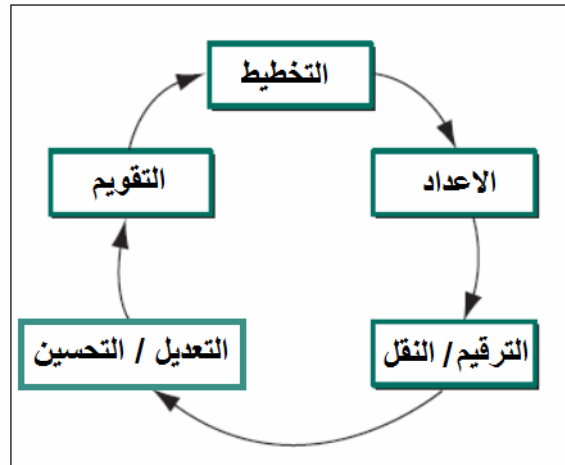 التخطيط
الاعداد
الترقيم / النقل
التعديل / التحسين
التقويم